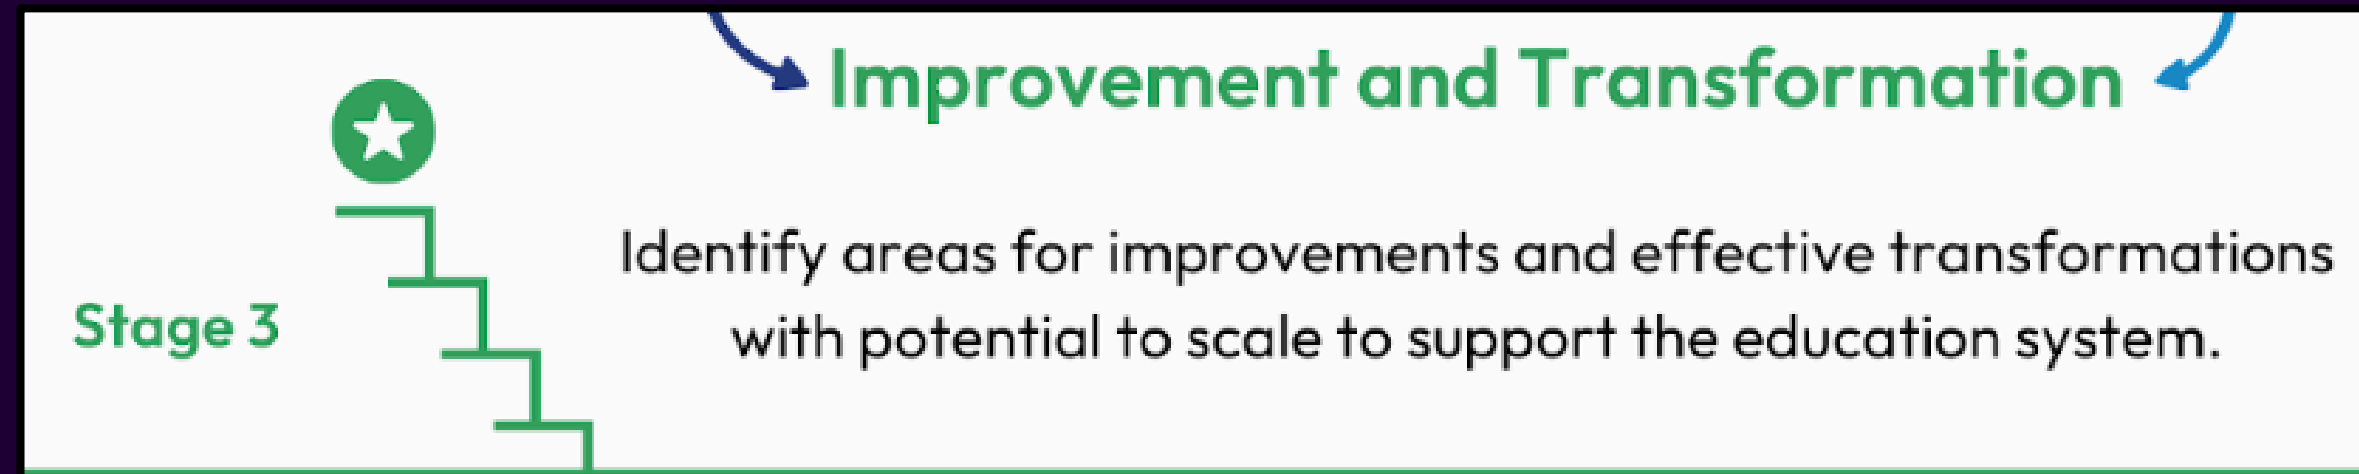 Improvement and Transformation
Identify areas for improvements and effective transformations
with potential to scale to support the education system.
Stage 3